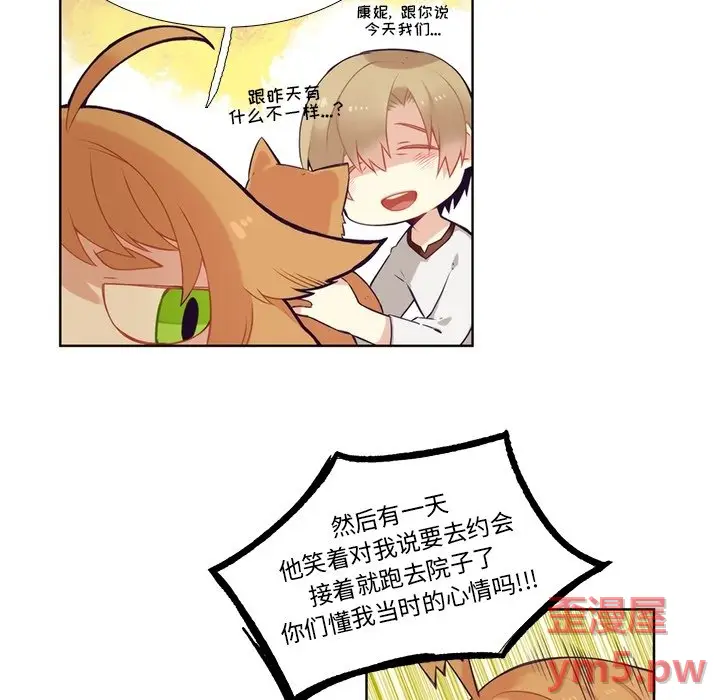 康妮, 跟你说
今天我们...
跟昨天有
什么不一样...?
然后有一天
他笑着对我说要去约会
接着就跑去院子了
你们懂我当时的心情吗!!!
歪漫屋
ym5.pw